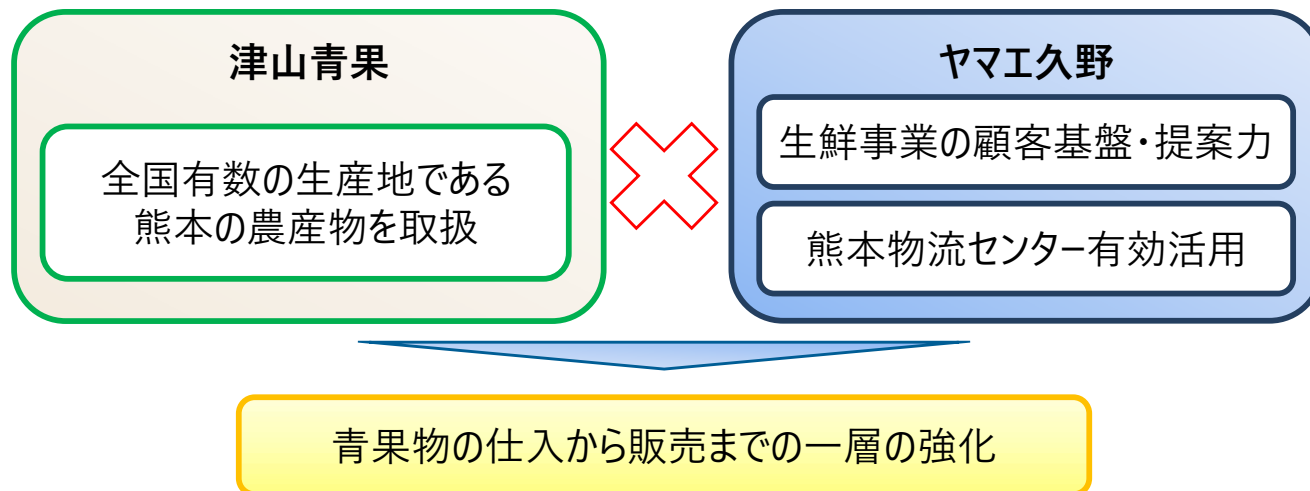 津山青果
全国有数の生産地である
熊本の農産物を取扱
ヤマエ久野
生鮮事業の顧客基盤・提案力
熊本物流センター有効活用
青果物の仕入から販売までの一層の強化